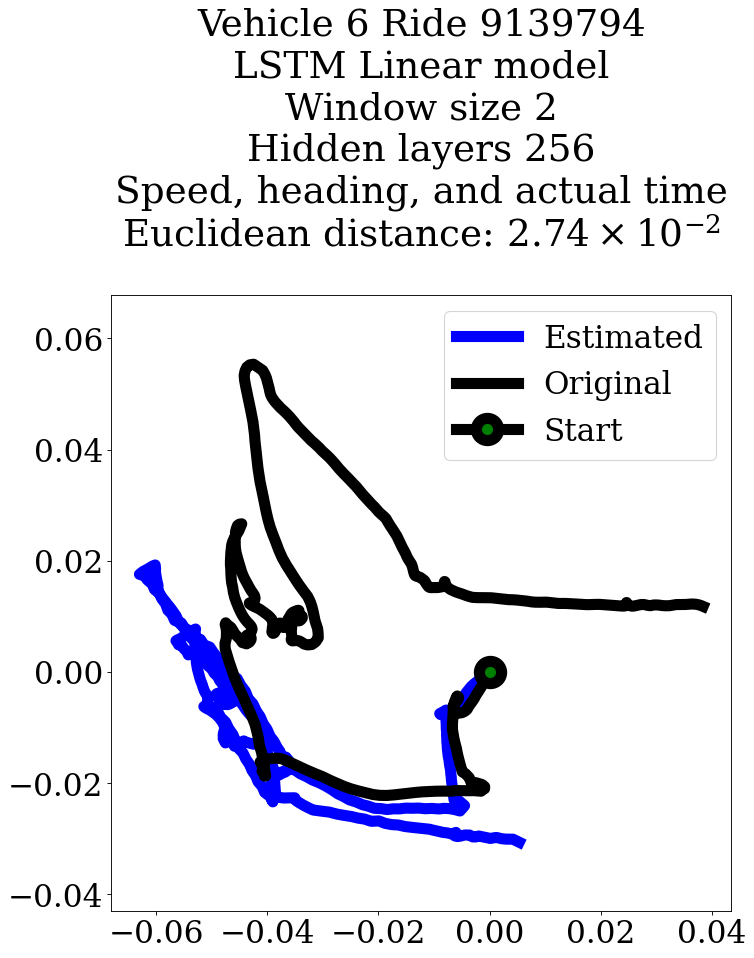 Vehicle 6 Ride 9139794
LSTM Linear model
Window size 2
Hidden layers 256
Speed, heading, and actual time
Euclidean distance: 2.74 × 10⁻²
Estimated
Original
Start
0.06
0.04
0.02
0.00
−0.02
−0.04
−0.06 −0.04 −0.02 0.00 0.02 0.04